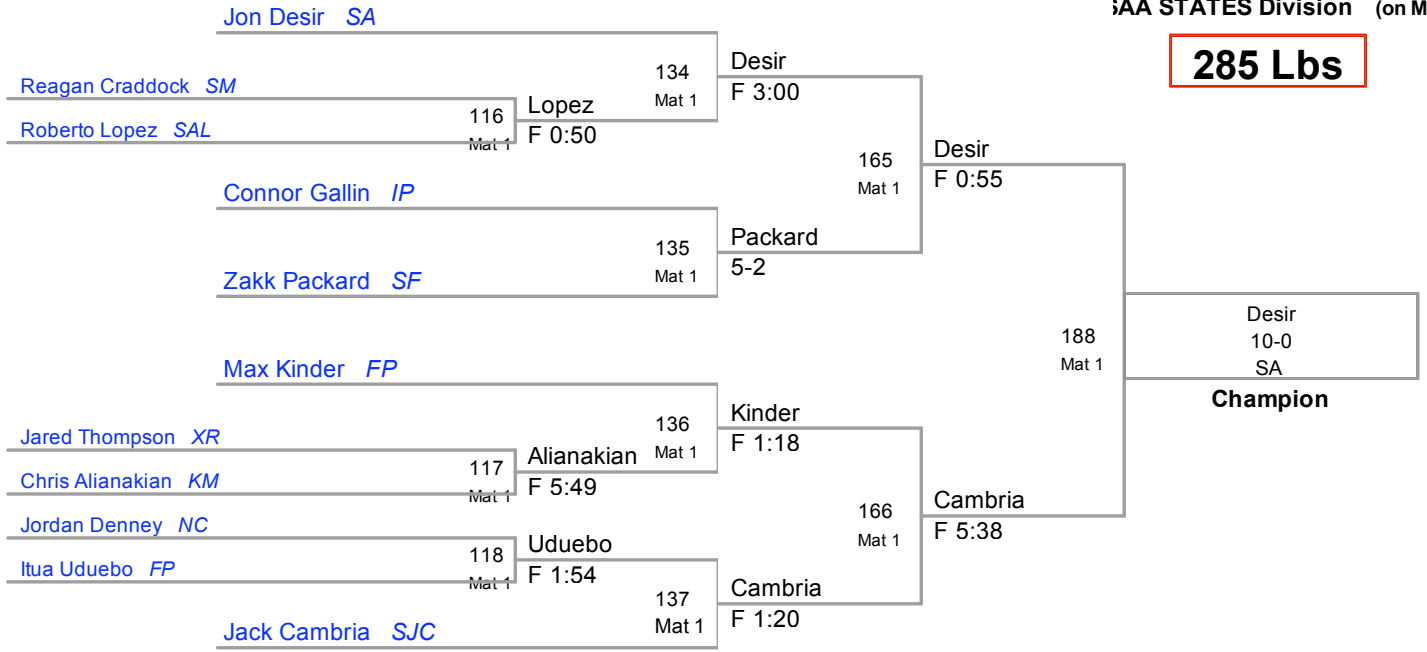 Jon Desir SA
AA STATES Division (on M
285 Lbs
134
Mat 1
Desir
F 3:00
Reagan Craddock SM
116
Mat 1
Lopez
F 0:50
Roberto Lopez SAL
165
Mat 1
Desir
F 0:55
Connor Gallin IP
135
Mat 1
Packard
5-2
Zakk Packard SF
188
Mat 1
Desir
10-0
SA
Champion
Max Kinder FP
136
Mat 1
Kinder
F 1:18
Jared Thompson XR
117
Mat 1
Alianakian
F 5:49
Chris Alianakian KM
166
Mat 1
Cambria
F 5:38
Jordan Denney NC
118
Mat 1
Uduebo
F 1:54
Itua Uduebo FP
137
Mat 1
Cambria
F 1:20
Jack Cambria SJC